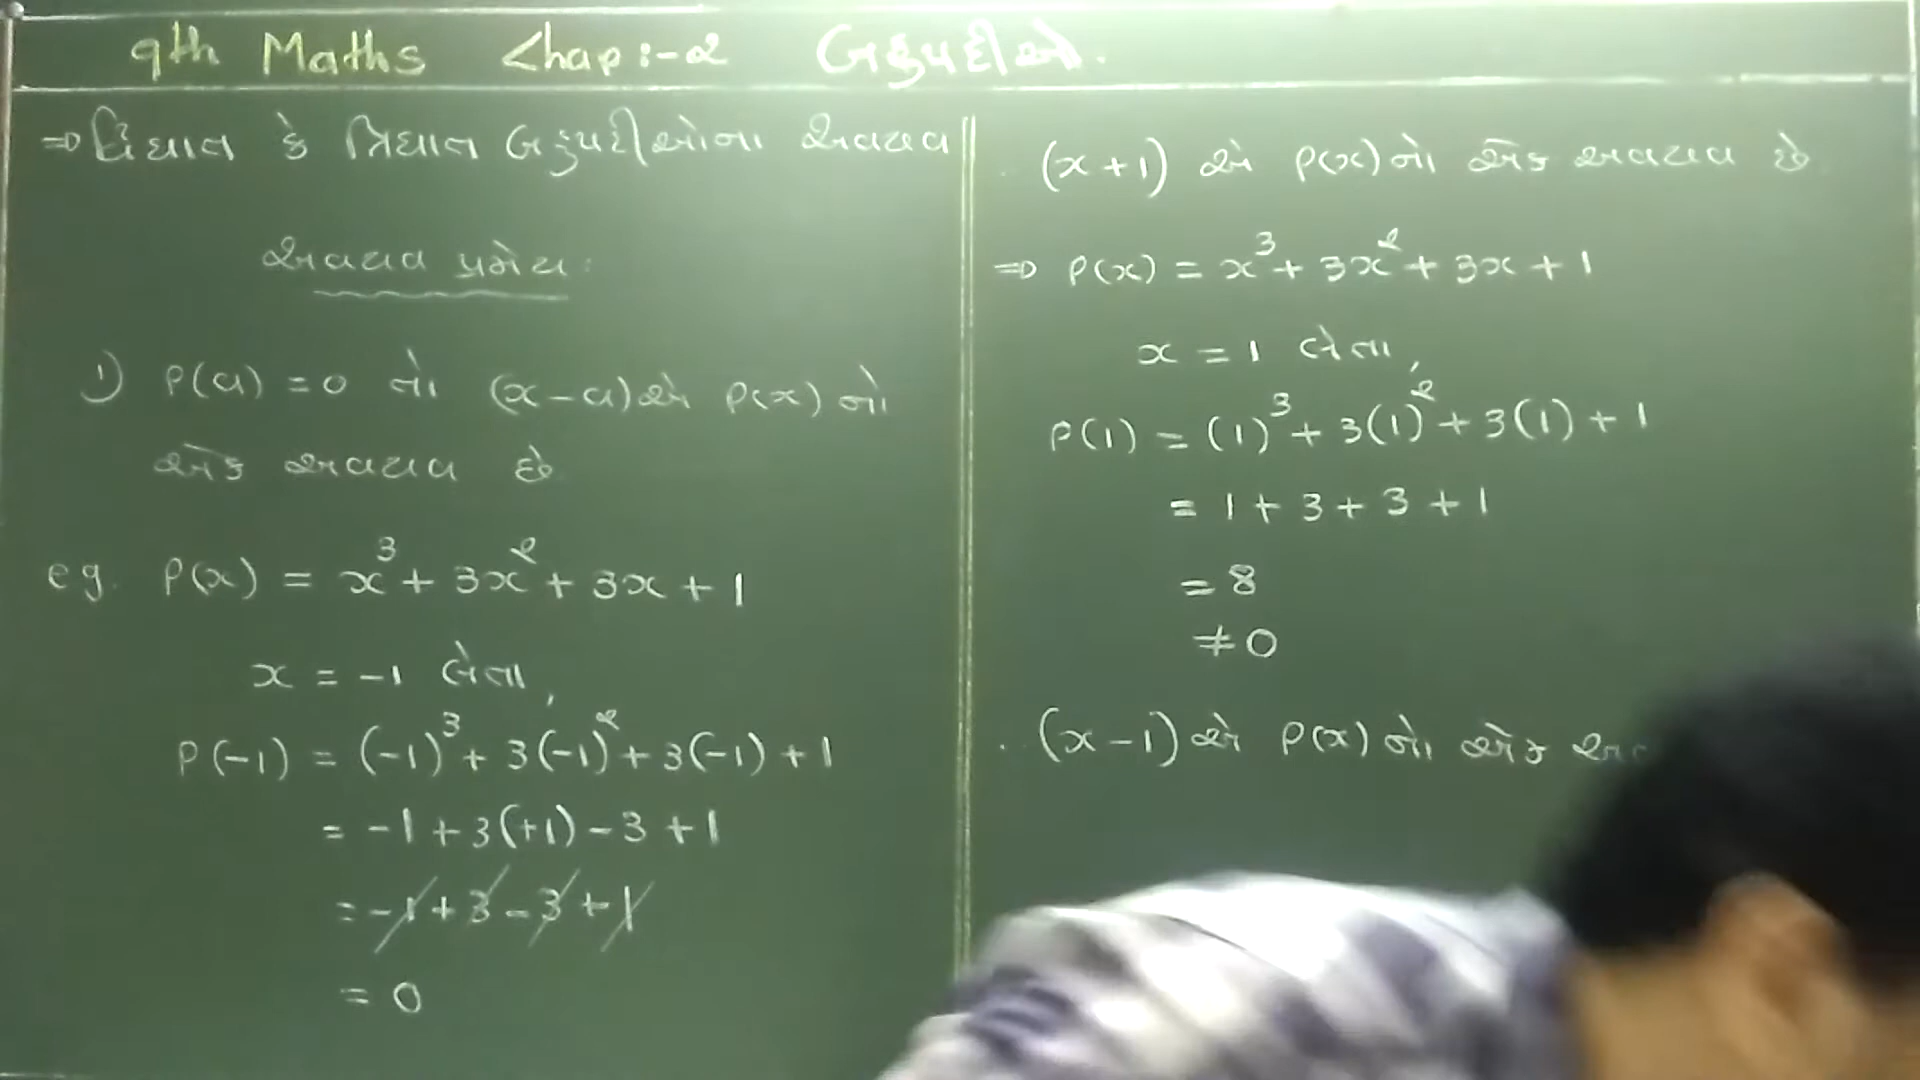 9th Maths Chap:-2 બહુપદીઓ.
⇒ દ્વિઘાત કે ત્રિઘાત બહુપદીઓના અવયવ
અવયવ પ્રમેય:
1) P(a) = 0 તો (x-a) એ P(x) નો
એક અવયવ છે
eg. P(x) = x³ + 3x² + 3x + 1
x = -1 લેતા,
P(-1) = (-1)³ + 3(-1)² + 3(-1) + 1
= -1 + 3(+1) - 3 + 1
= -1 + 3 - 3 + 1
= 0
(x+1) એ P(x) નો એક અવયવ છે
⇒ P(x) = x³ + 3x² + 3x + 1
x = 1 લેતા,
P(1) = (1)³ + 3(1)² + 3(1) + 1
= 1 + 3 + 3 + 1
= 8
≠ 0
(x-1) એ P(x) નો એક